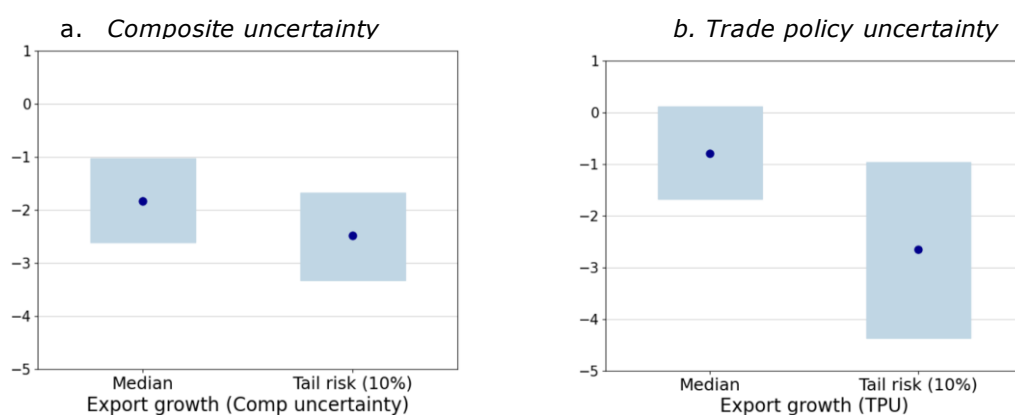 a. Composite uncertainty
1
0
−1
−2
−3
−4
−5
Median Tail risk (10%)
Export growth (Comp uncertainty)
b. Trade policy uncertainty
1
0
−1
−2
−3
−4
−5
Median Tail risk (10%)
Export growth (TPU)